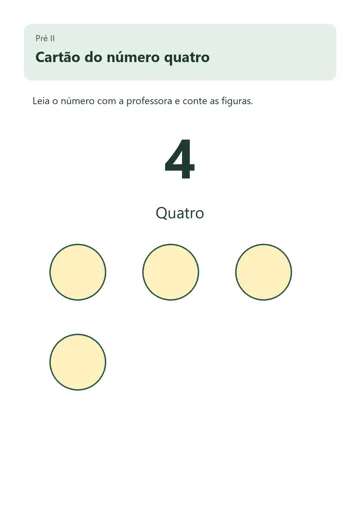 Pré II
Cartão do número quatro
Leia o número com a professora e conte as figuras.
4
Quatro